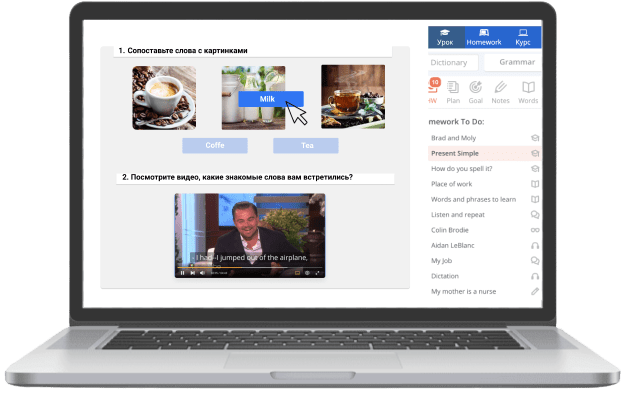 Урок Homework Курс
Dictionary Grammar
10
HW Plan Goal Notes Words
mework To Do:
Brad and Moly
Present Simple
How do you spell it?
Place of work
Words and phrases to learn
Listen and repeat
Colin Brodie
Aidan LeBlanc
My Job
Dictation
My mother is a nurse
1. Сопоставьте слова с картинками
Milk
Coffe Tea
2. Посмотрите видео, какие знакомые слова вам встретились?
- I had--I jumped out of the airplane,